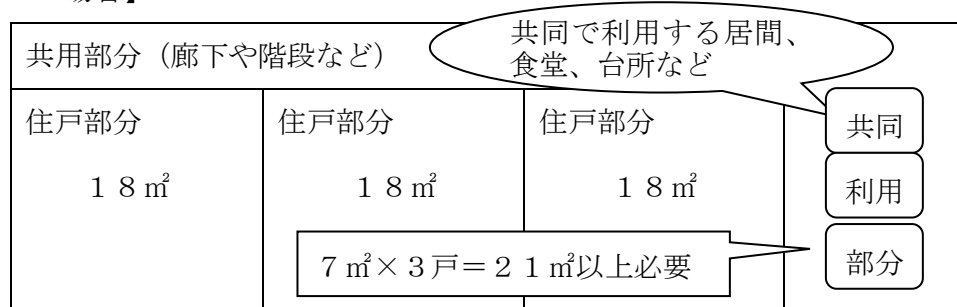 共用部分（廊下や階段など）
共同で利用する居間、
食堂、台所など
住戸部分
住戸部分
住戸部分
共同
１８㎡
１８㎡
１８㎡
利用
７㎡×３戸＝２１㎡以上必要
部分